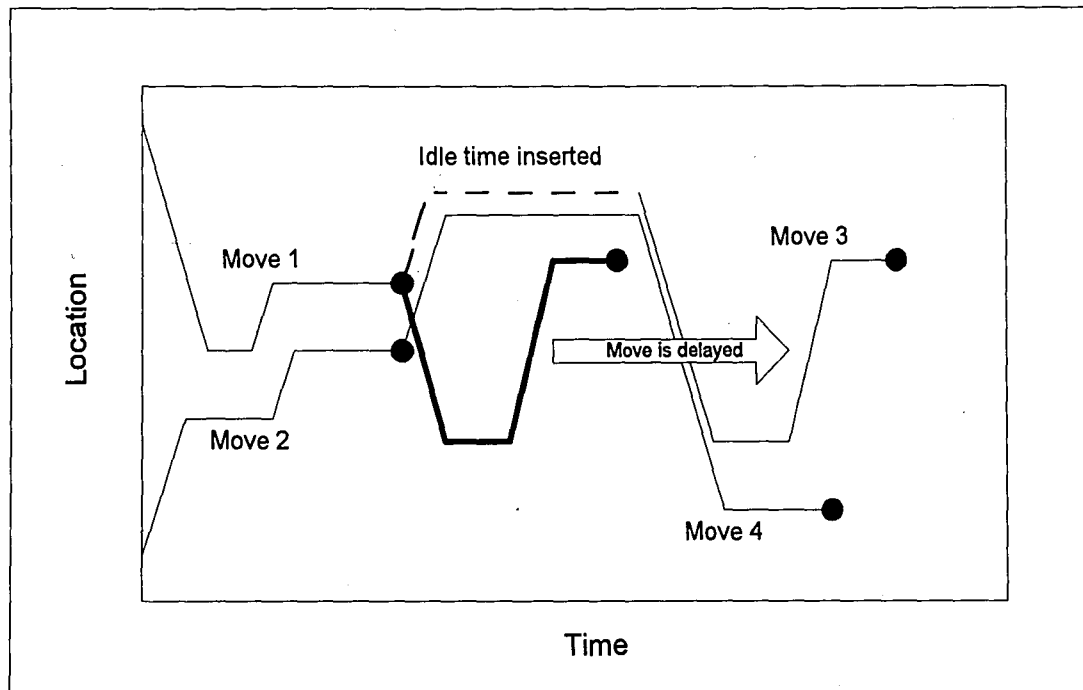 Idle time inserted
Move 1
Move 3
Move is delayed
Move 2
Move 4
Location
Time